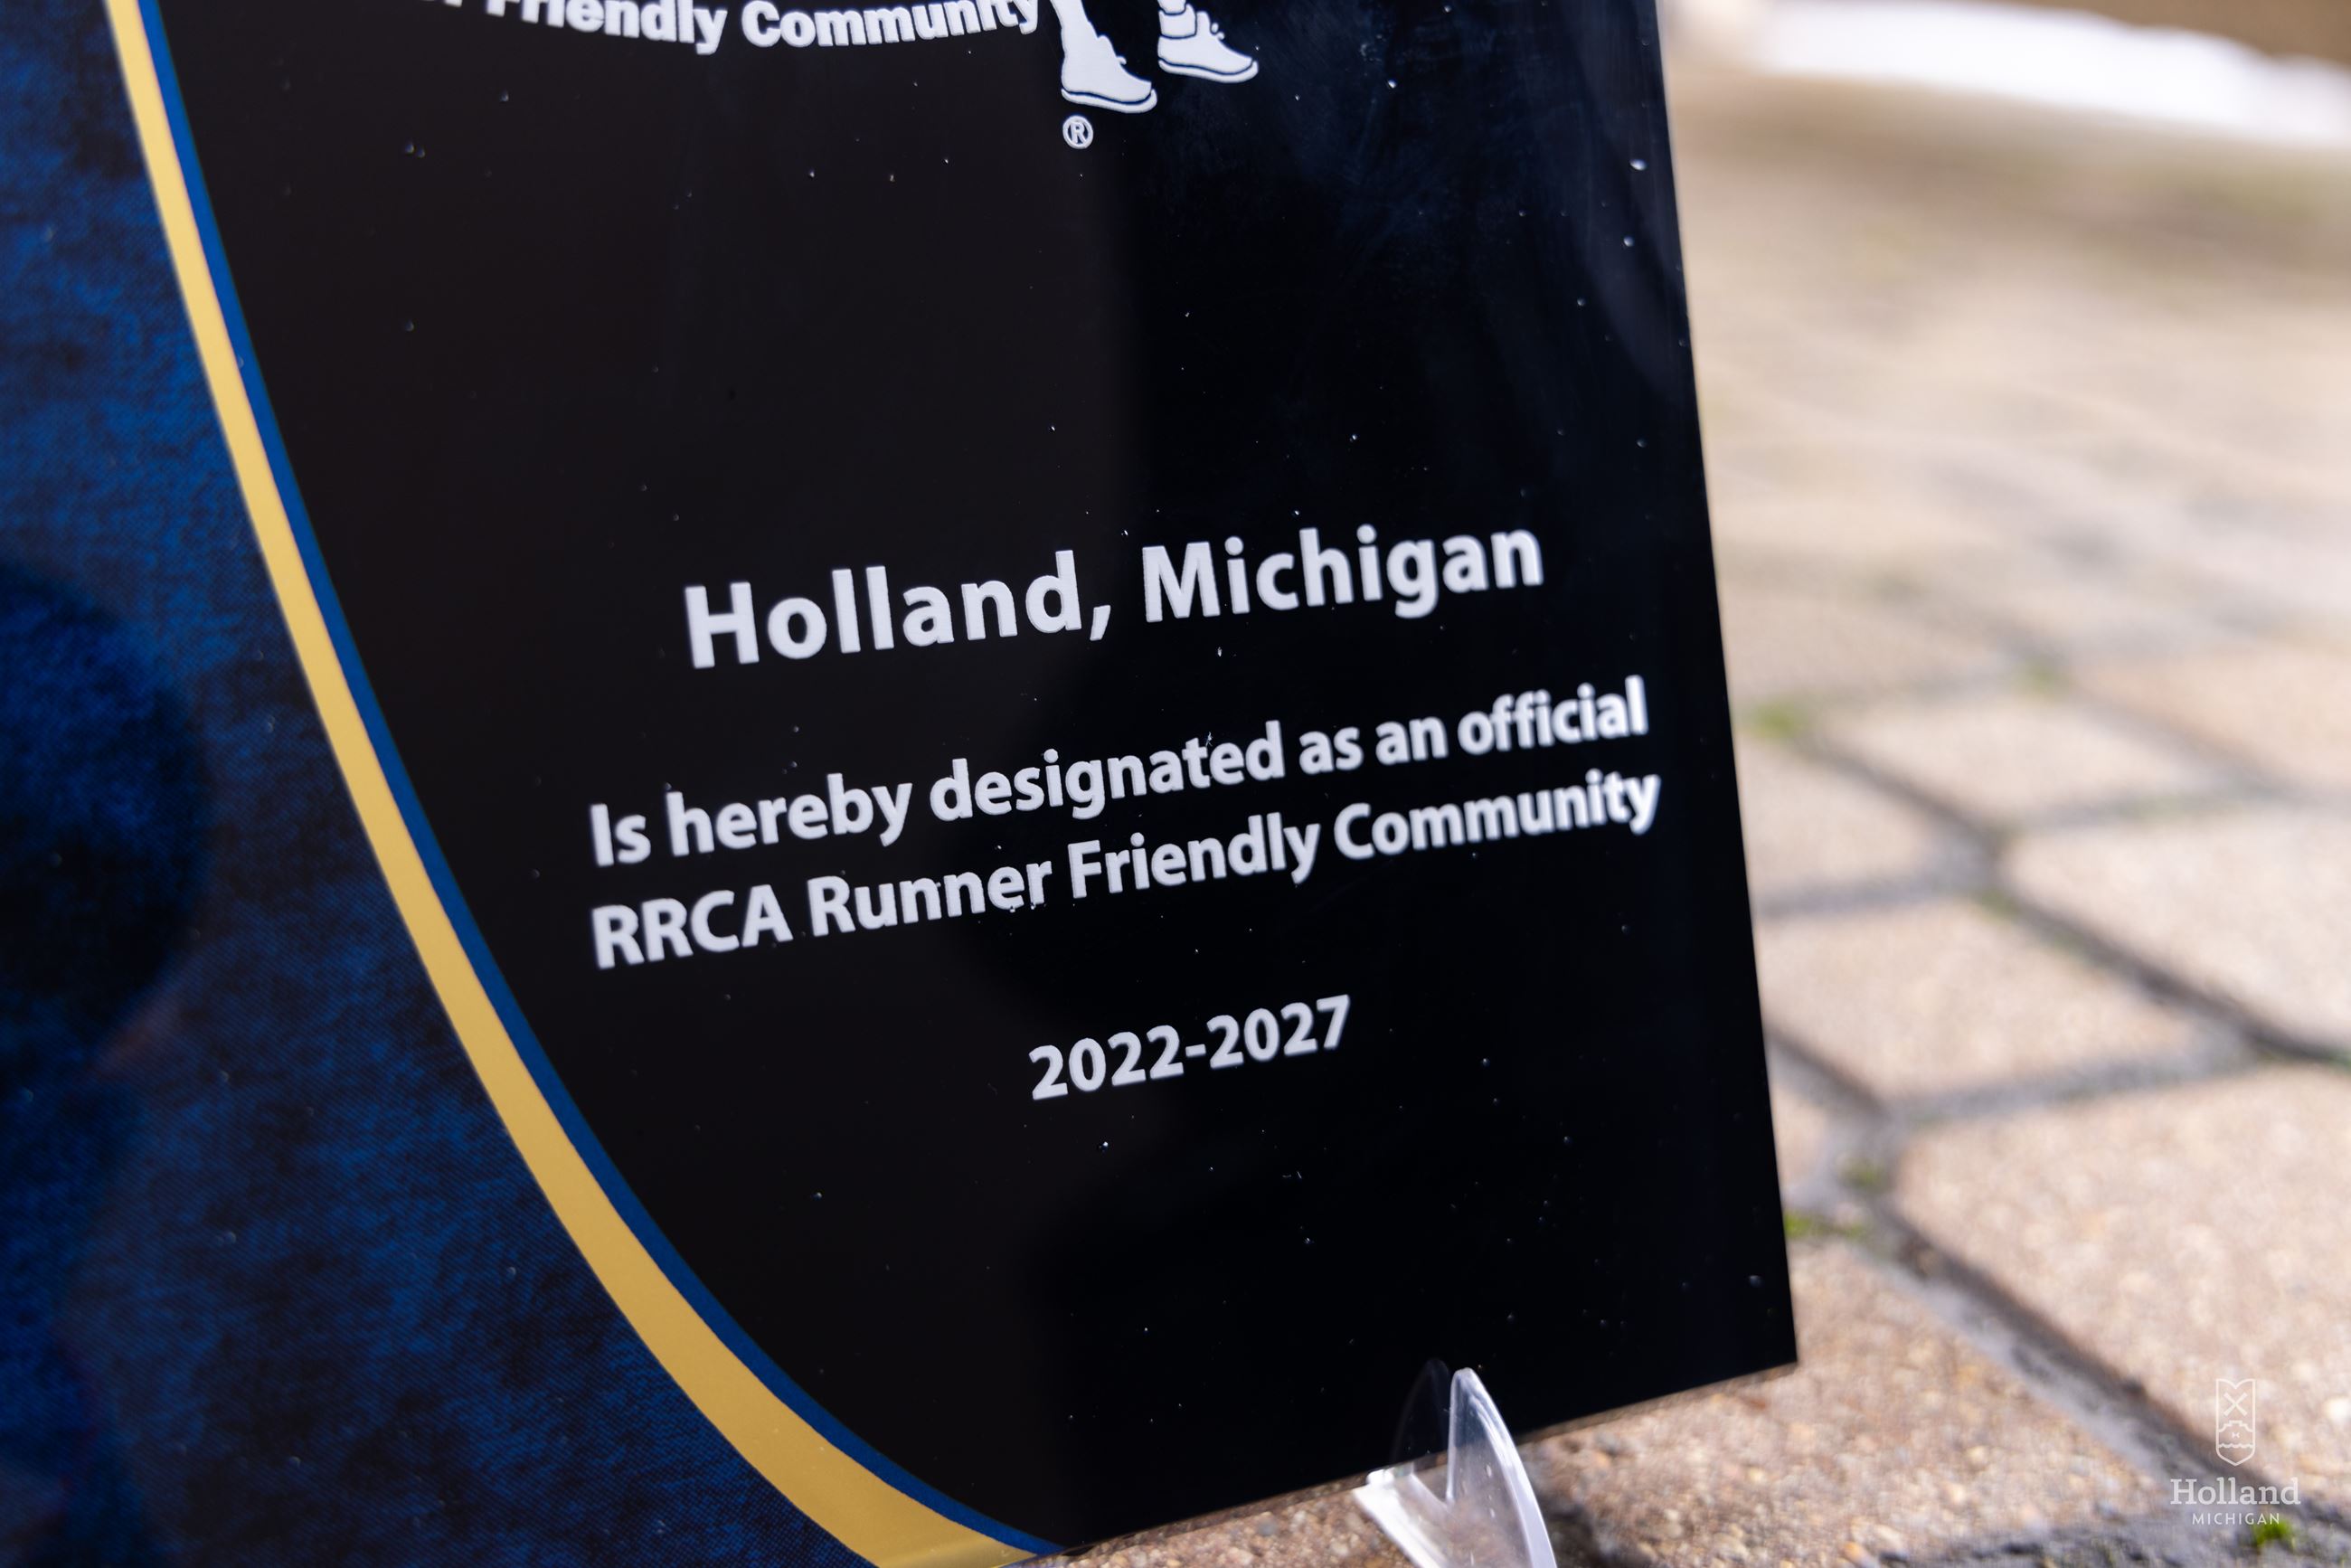 Friendly Community
®
Holland, Michigan
Is hereby designated as an official
RRCA Runner Friendly Community
2022-2027
Holland
MICHIGAN